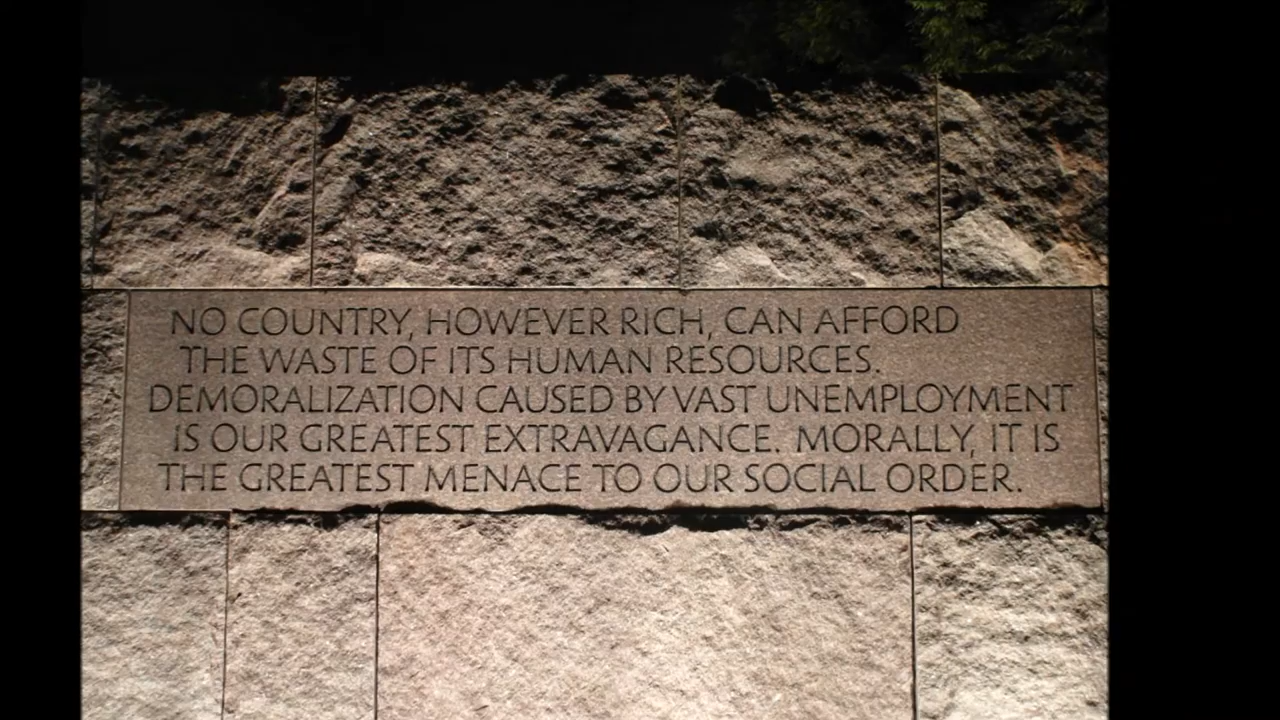 NO COUNTRY, HOWEVER RICH, CAN AFFORD
THE WASTE OF ITS HUMAN RESOURCES.
DEMORALIZATION CAUSED BY VAST UNEMPLOYMENT
IS OUR GREATEST EXTRAVAGANCE. MORALLY, IT IS
THE GREATEST MENACE TO OUR SOCIAL ORDER.